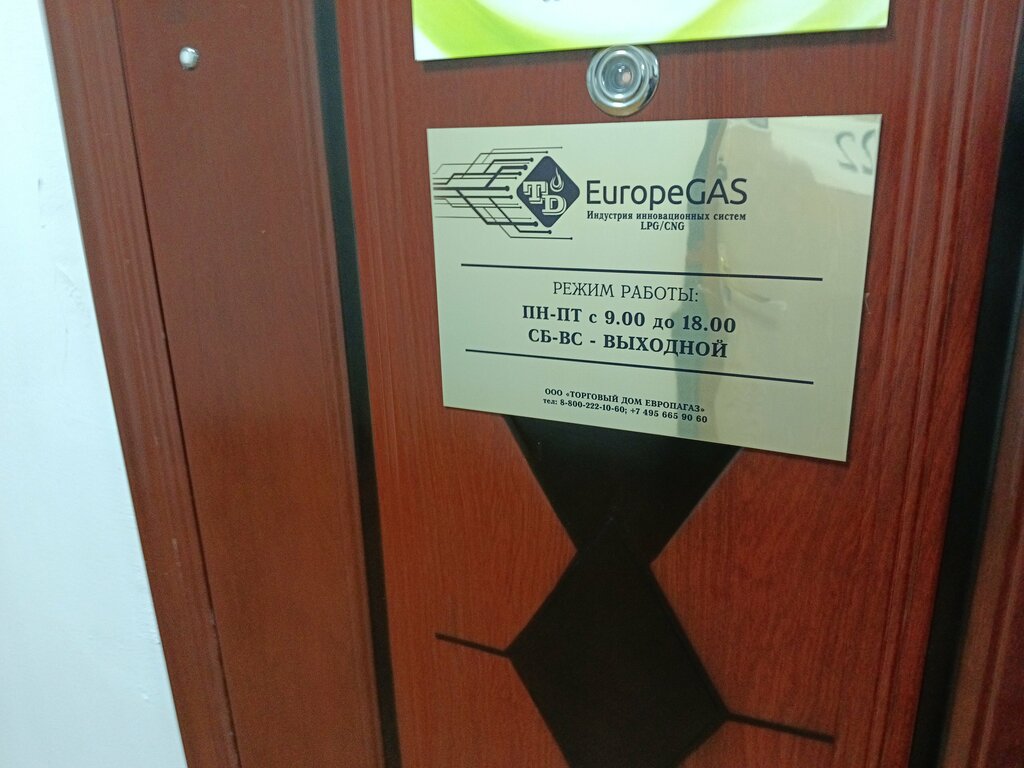 TD
EuropeGAS
Индустрия инновационных систем
LPG/CNG
РЕЖИМ РАБОТЫ:
ПН-ПТ с 9.00 до 18.00
СБ-ВС - ВЫХОДНОЙ
ООО «ТОРГОВЫЙ ДОМ ЕВРОПАГАЗ»
тел: 8-800-222-10-60; +7 495 665 90 60